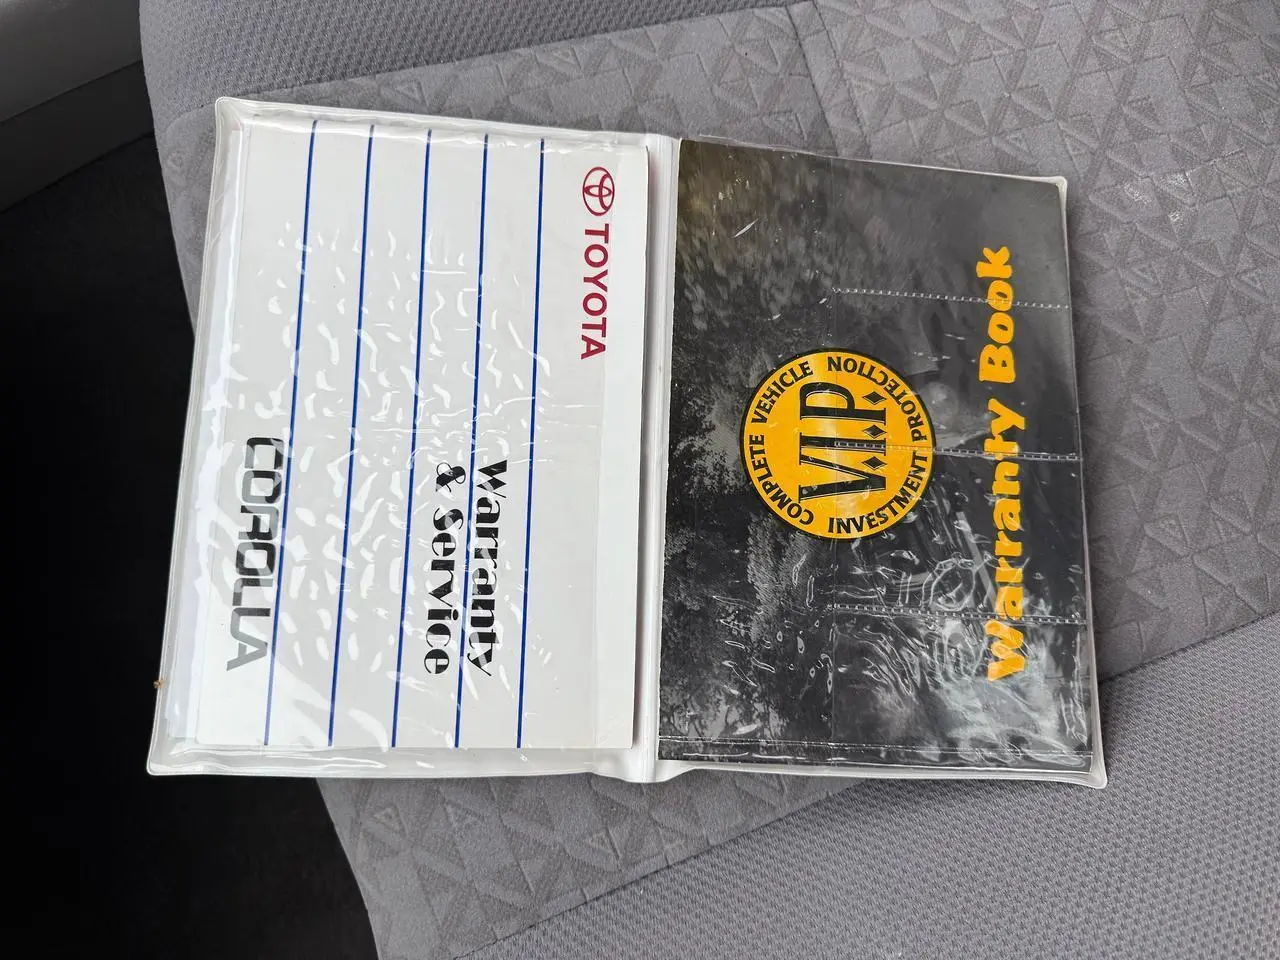 TOYOTA
Warranty
& Service
COROLLA
Warranty Book
COMPLETE VEHICLE
V.I.P.
INVESTMENT PROTECTION